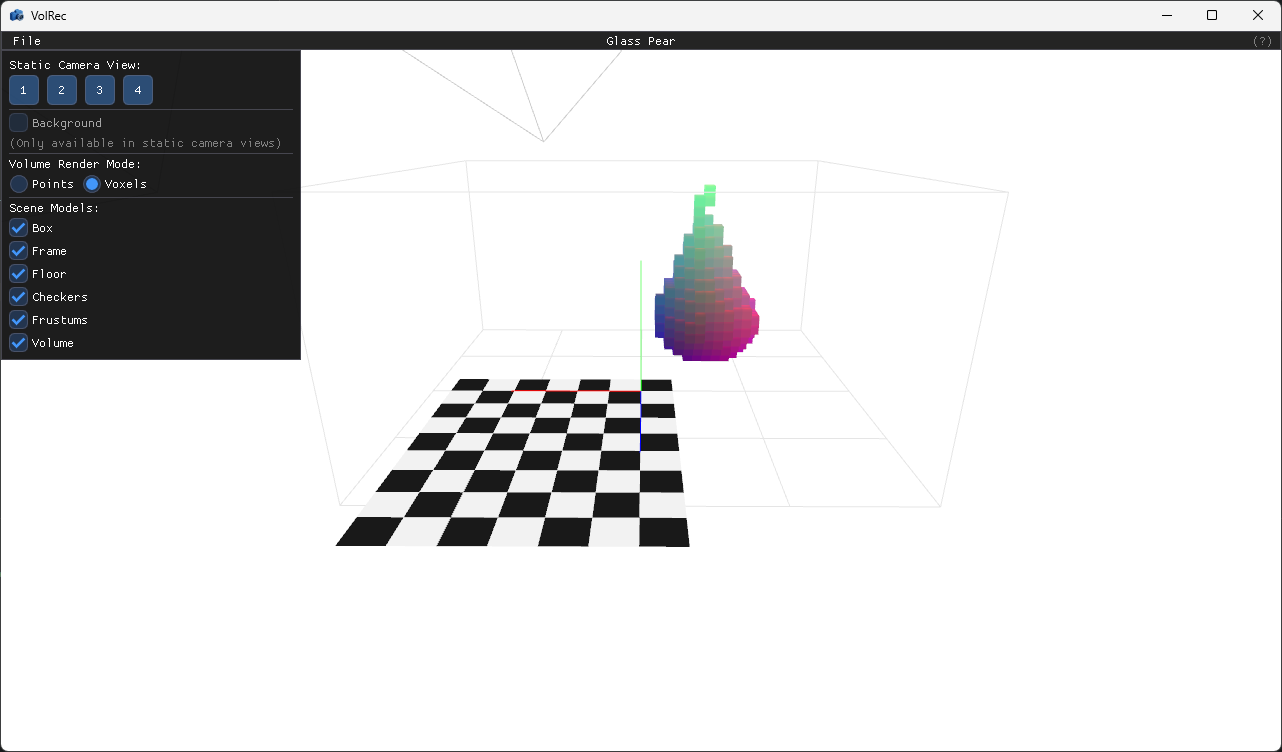 VolRec
File
Glass Pear
(?)
Static Camera View:
1 2 3 4
Background
(Only available in static camera views)
Volume Render Mode:
Points Voxels
Scene Models:
Box
Frame
Floor
Checkers
Frustums
Volume